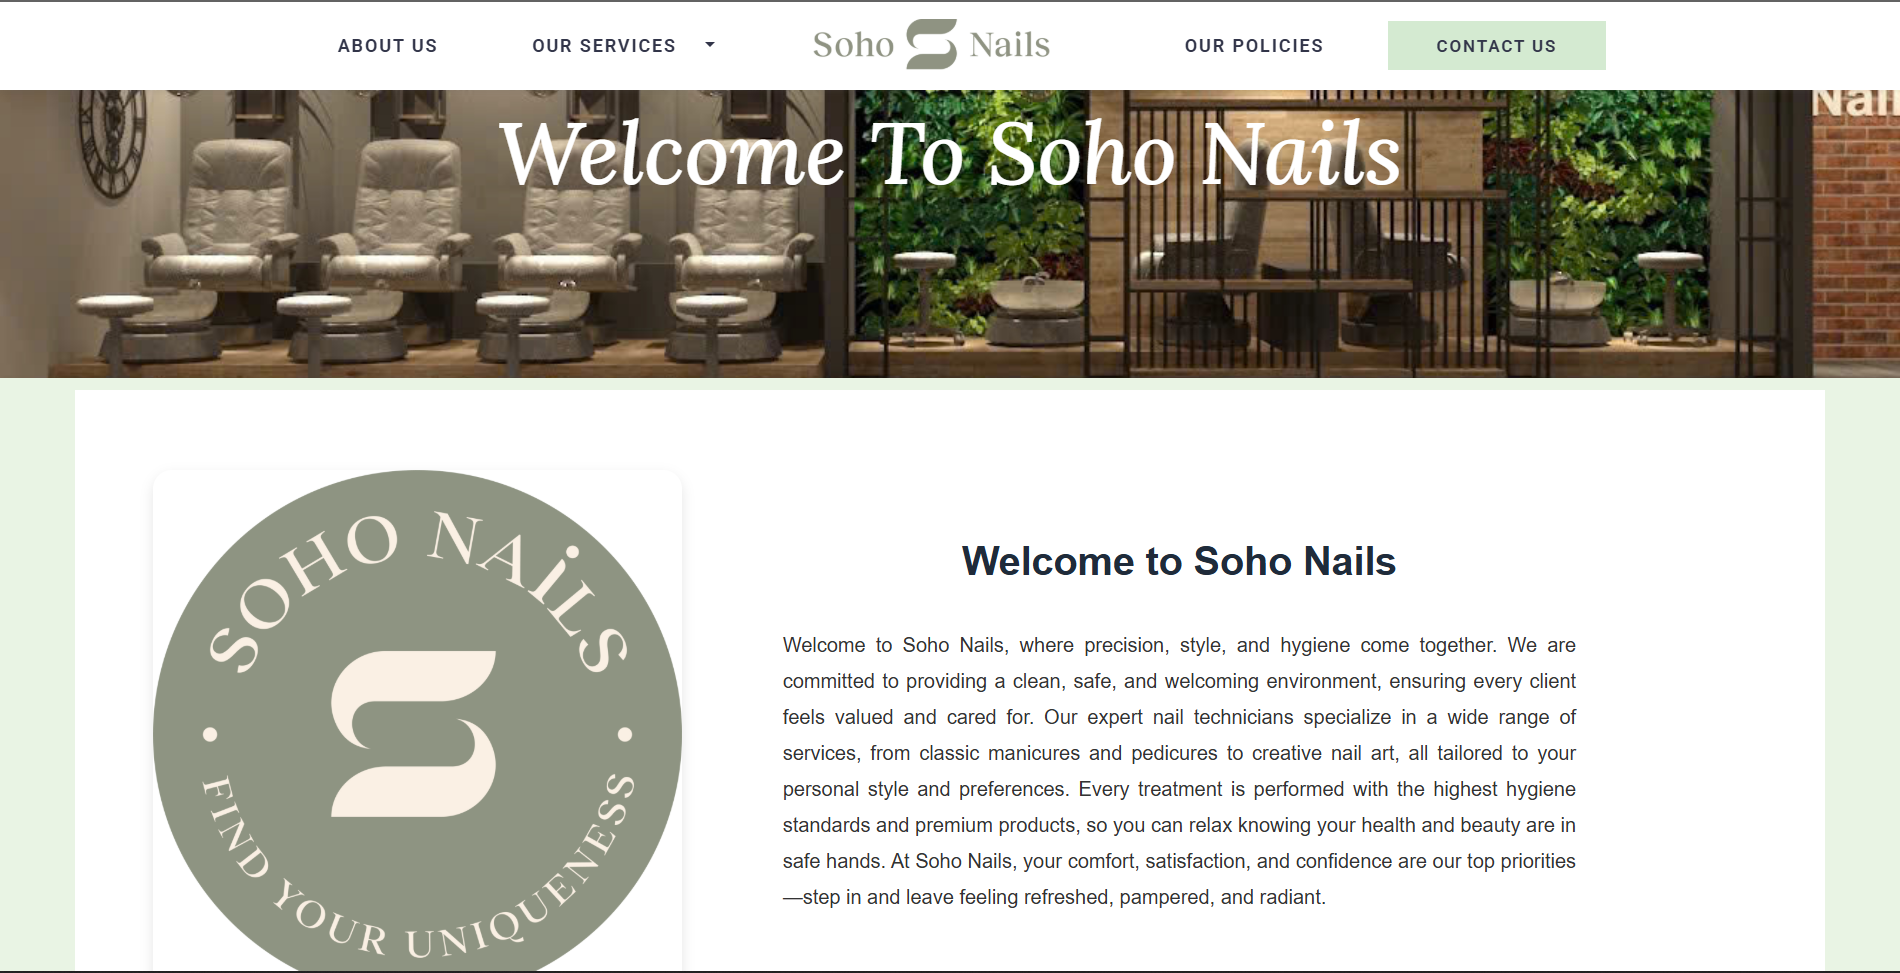 ABOUT US
OUR SERVICES
Soho Nails
OUR POLICIES
CONTACT US
Welcome To Soho Nails
Nail
SOHO NAiLS
FIND YOUR UNIQUENESS
Welcome to Soho Nails
Welcome to Soho Nails, where precision, style, and hygiene come together. We are
committed to providing a clean, safe, and welcoming environment, ensuring every client
feels valued and cared for. Our expert nail technicians specialize in a wide range of
services, from classic manicures and pedicures to creative nail art, all tailored to your
personal style and preferences. Every treatment is performed with the highest hygiene
standards and premium products, so you can relax knowing your health and beauty are in
safe hands. At Soho Nails, your comfort, satisfaction, and confidence are our top priorities
—step in and leave feeling refreshed, pampered, and radiant.